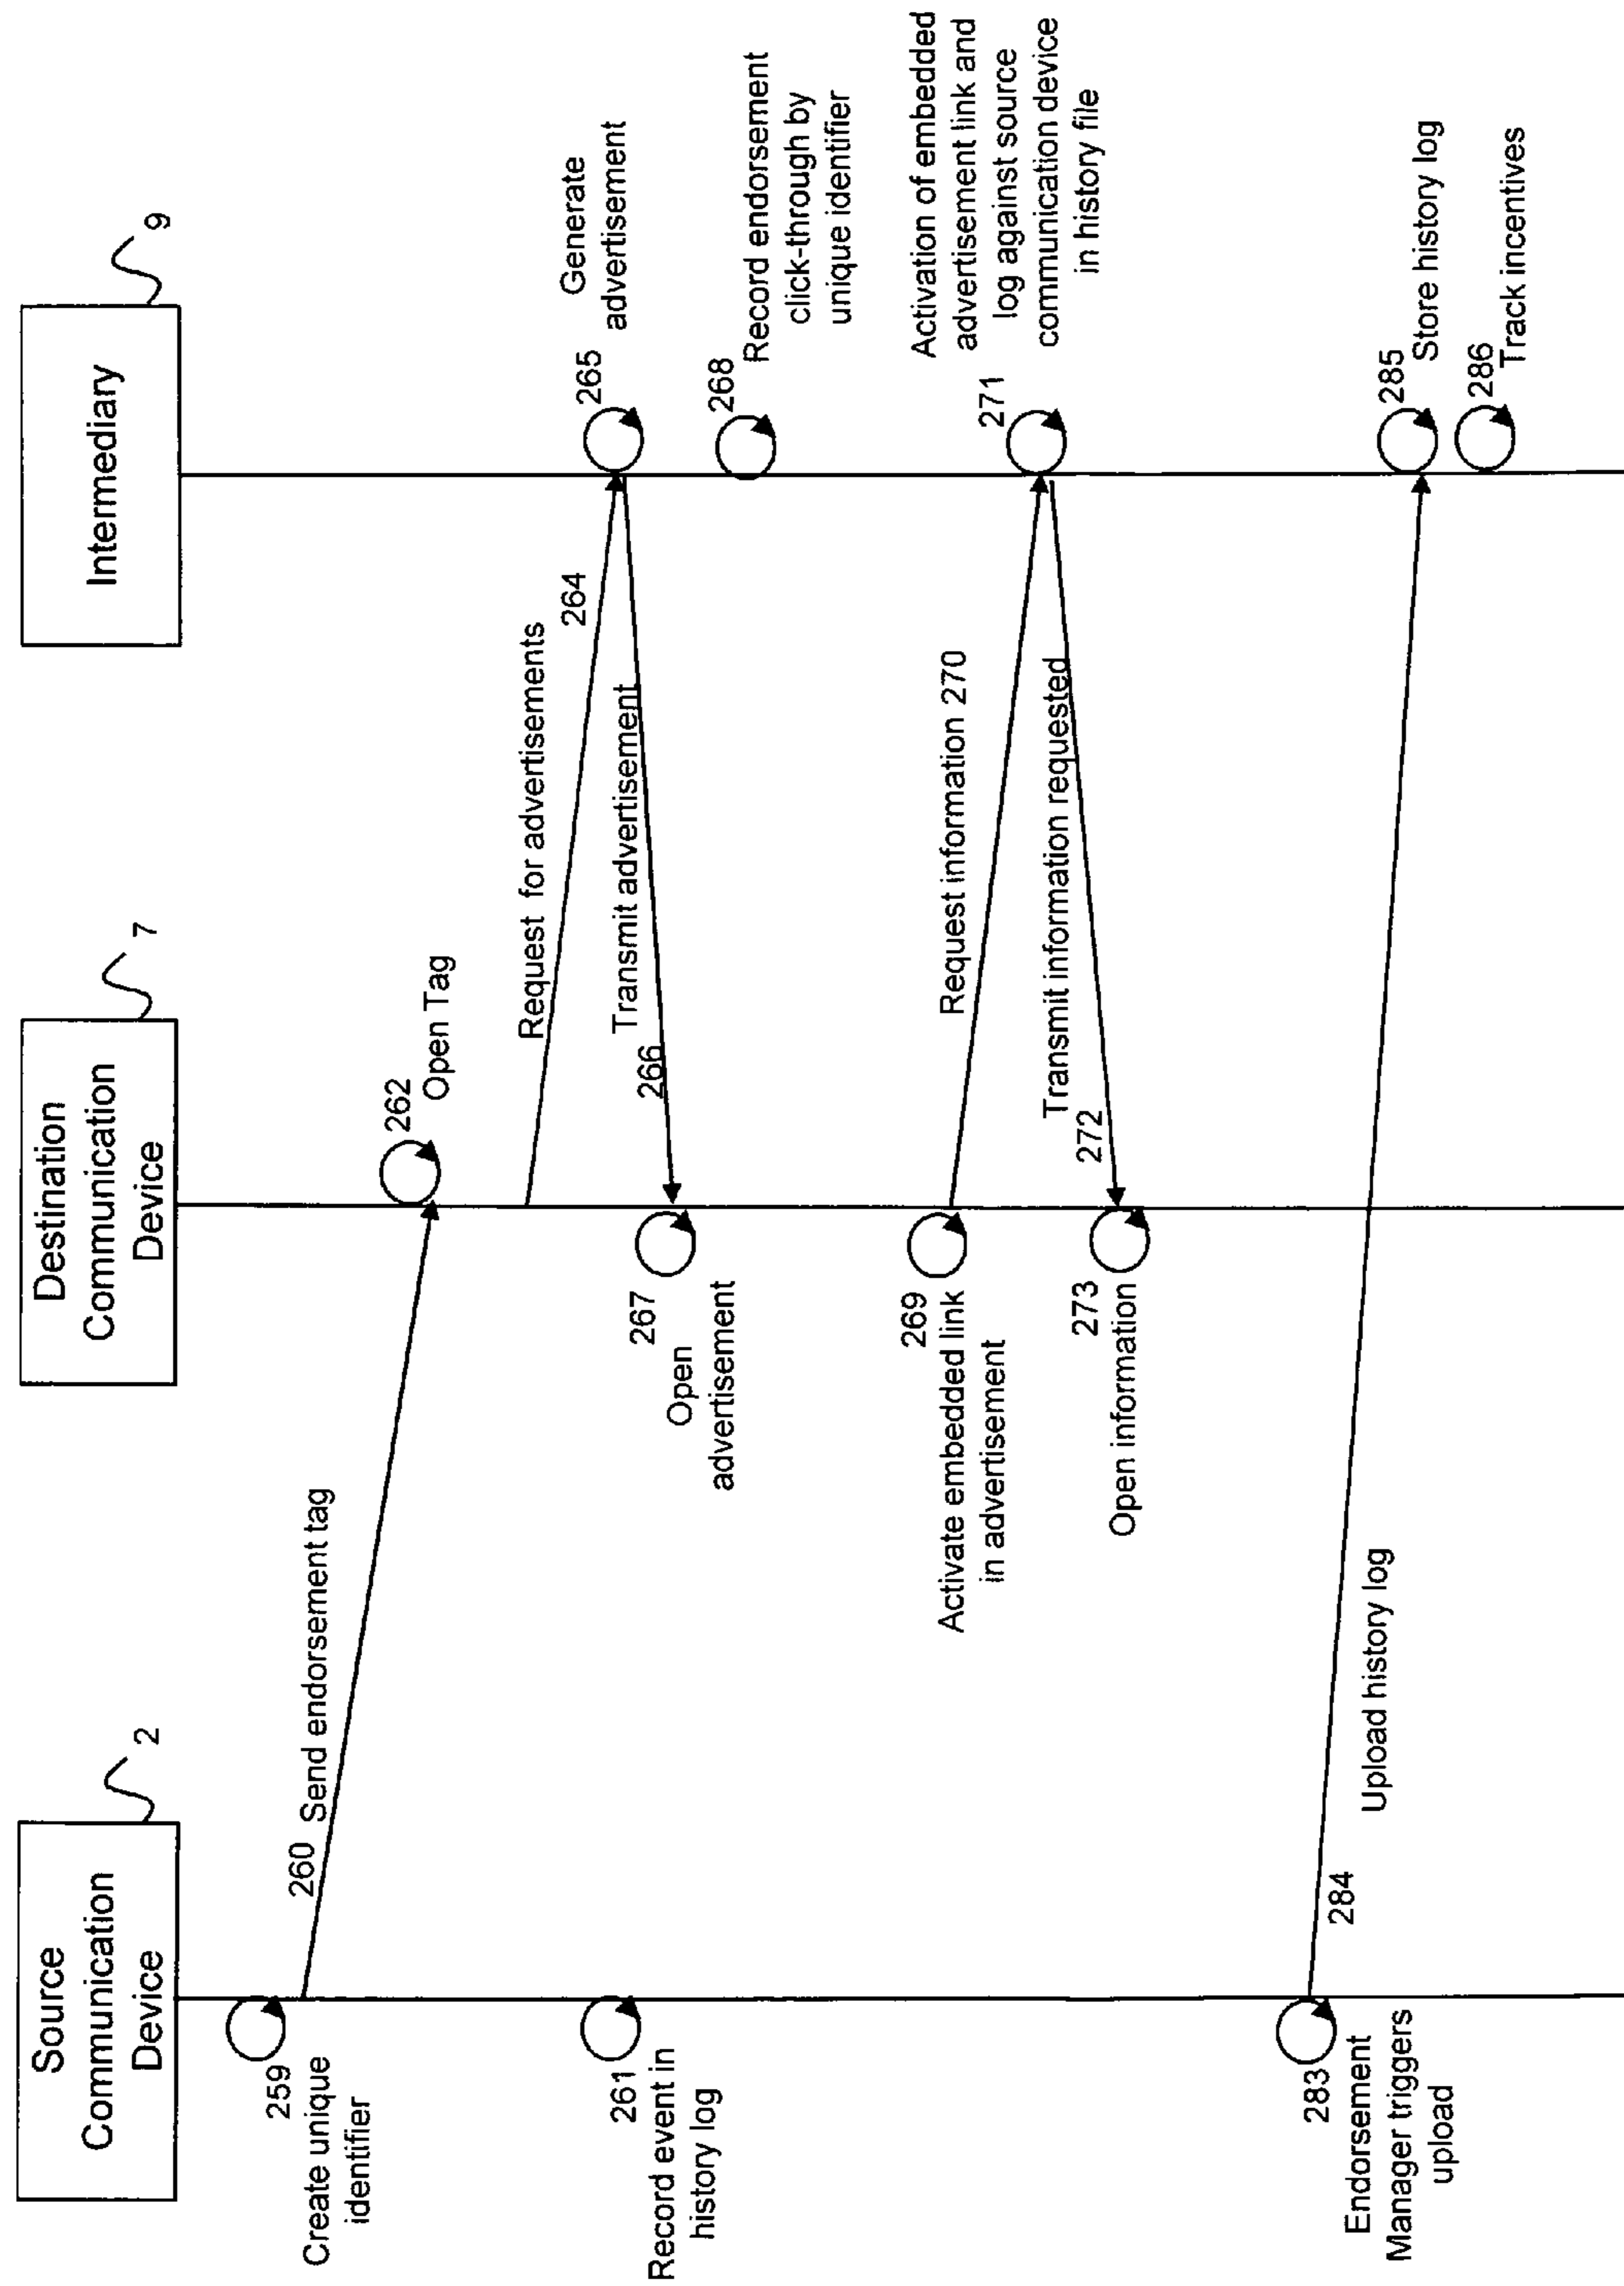 Source
Communication
Device
2
Destination
Communication
Device
7
Intermediary
9
259
Create unique
identifier
260 Send endorsement tag
261
Record event in
history log
262
Open Tag
Request for advertisements
264
265
Generate
advertisement
Transmit advertisement
266
267
Open
advertisement
268
Record endorsement
click-through by
unique identifier
269
Activate embedded link
in advertisement
Request information 270
271
Activation of embedded
advertisement link and
log against source
communication device
in history file
Transmit information requested
272
273
Open information
283
Endorsement
Manager triggers
upload
284
Upload history log
285
Store history log
286
Track incentives